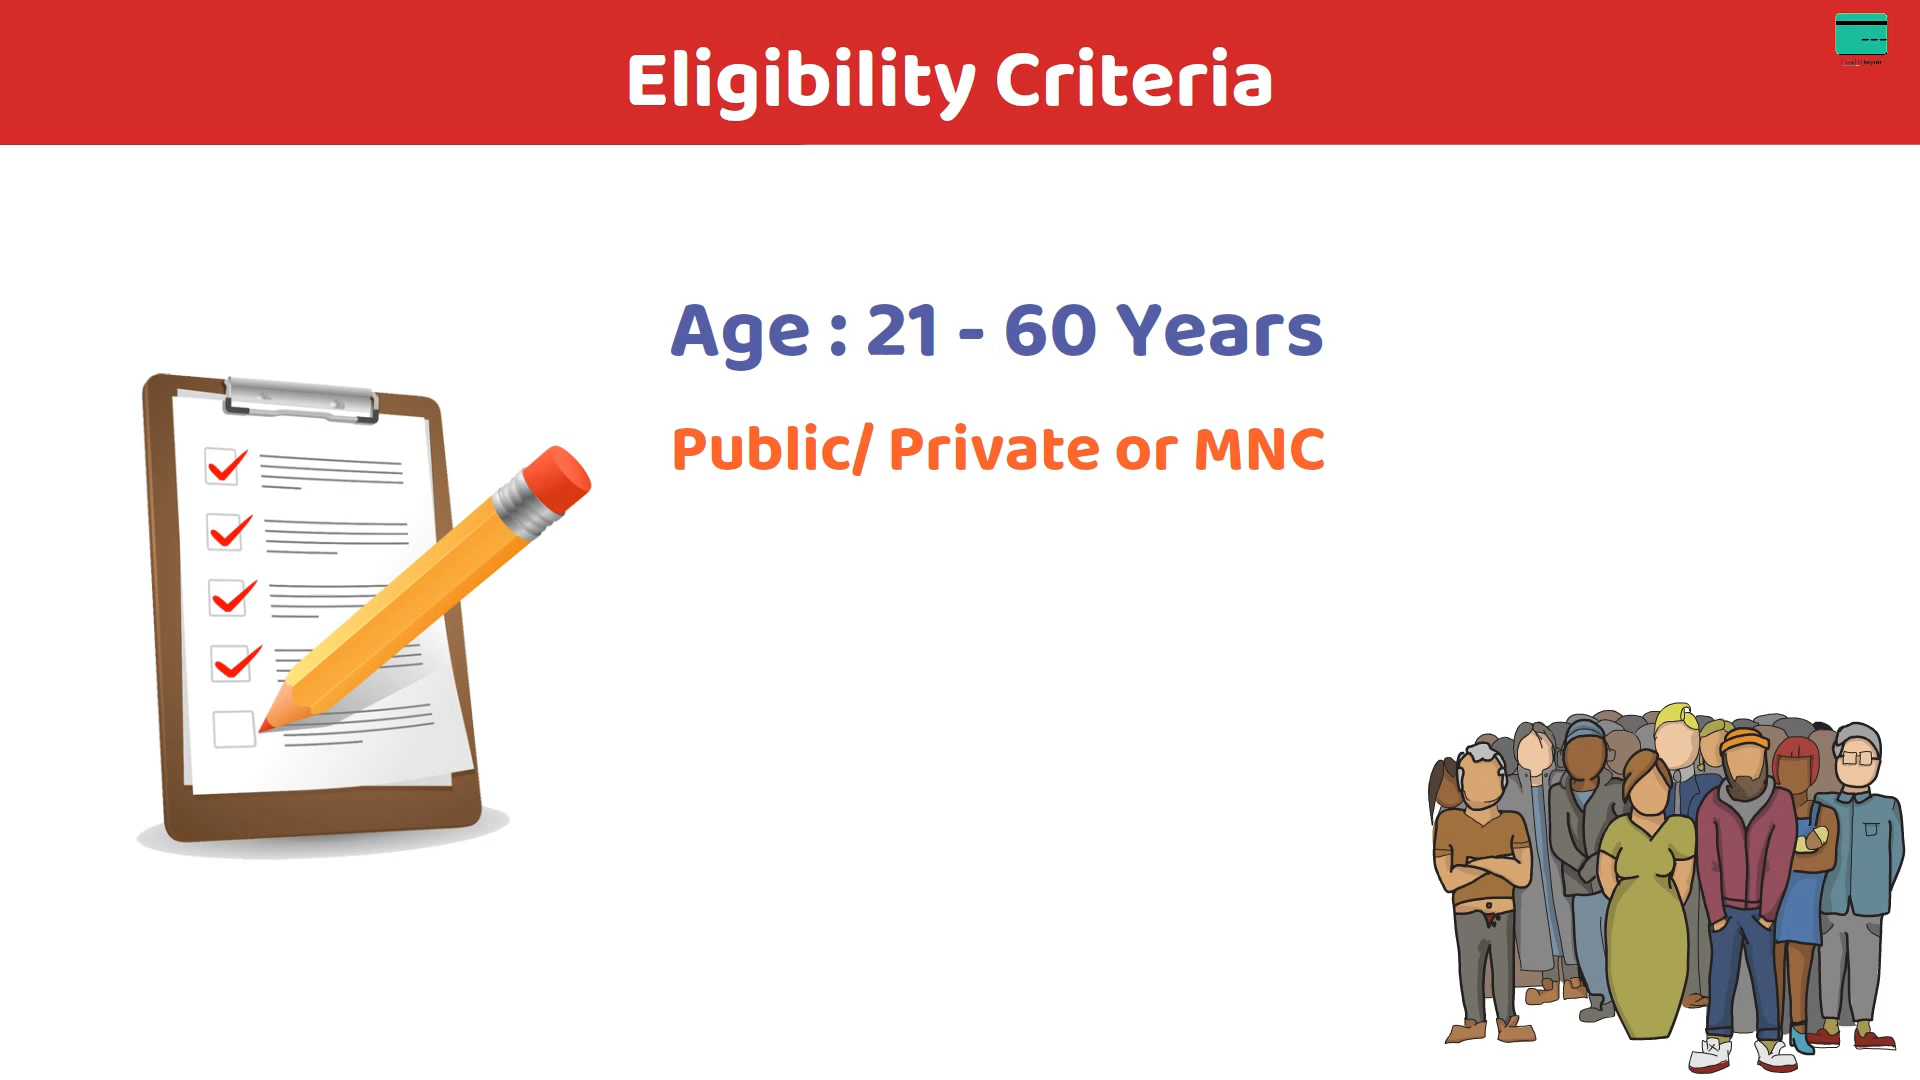 Eligibility Criteria
Age : 21 - 60 Years
Public/ Private or MNC